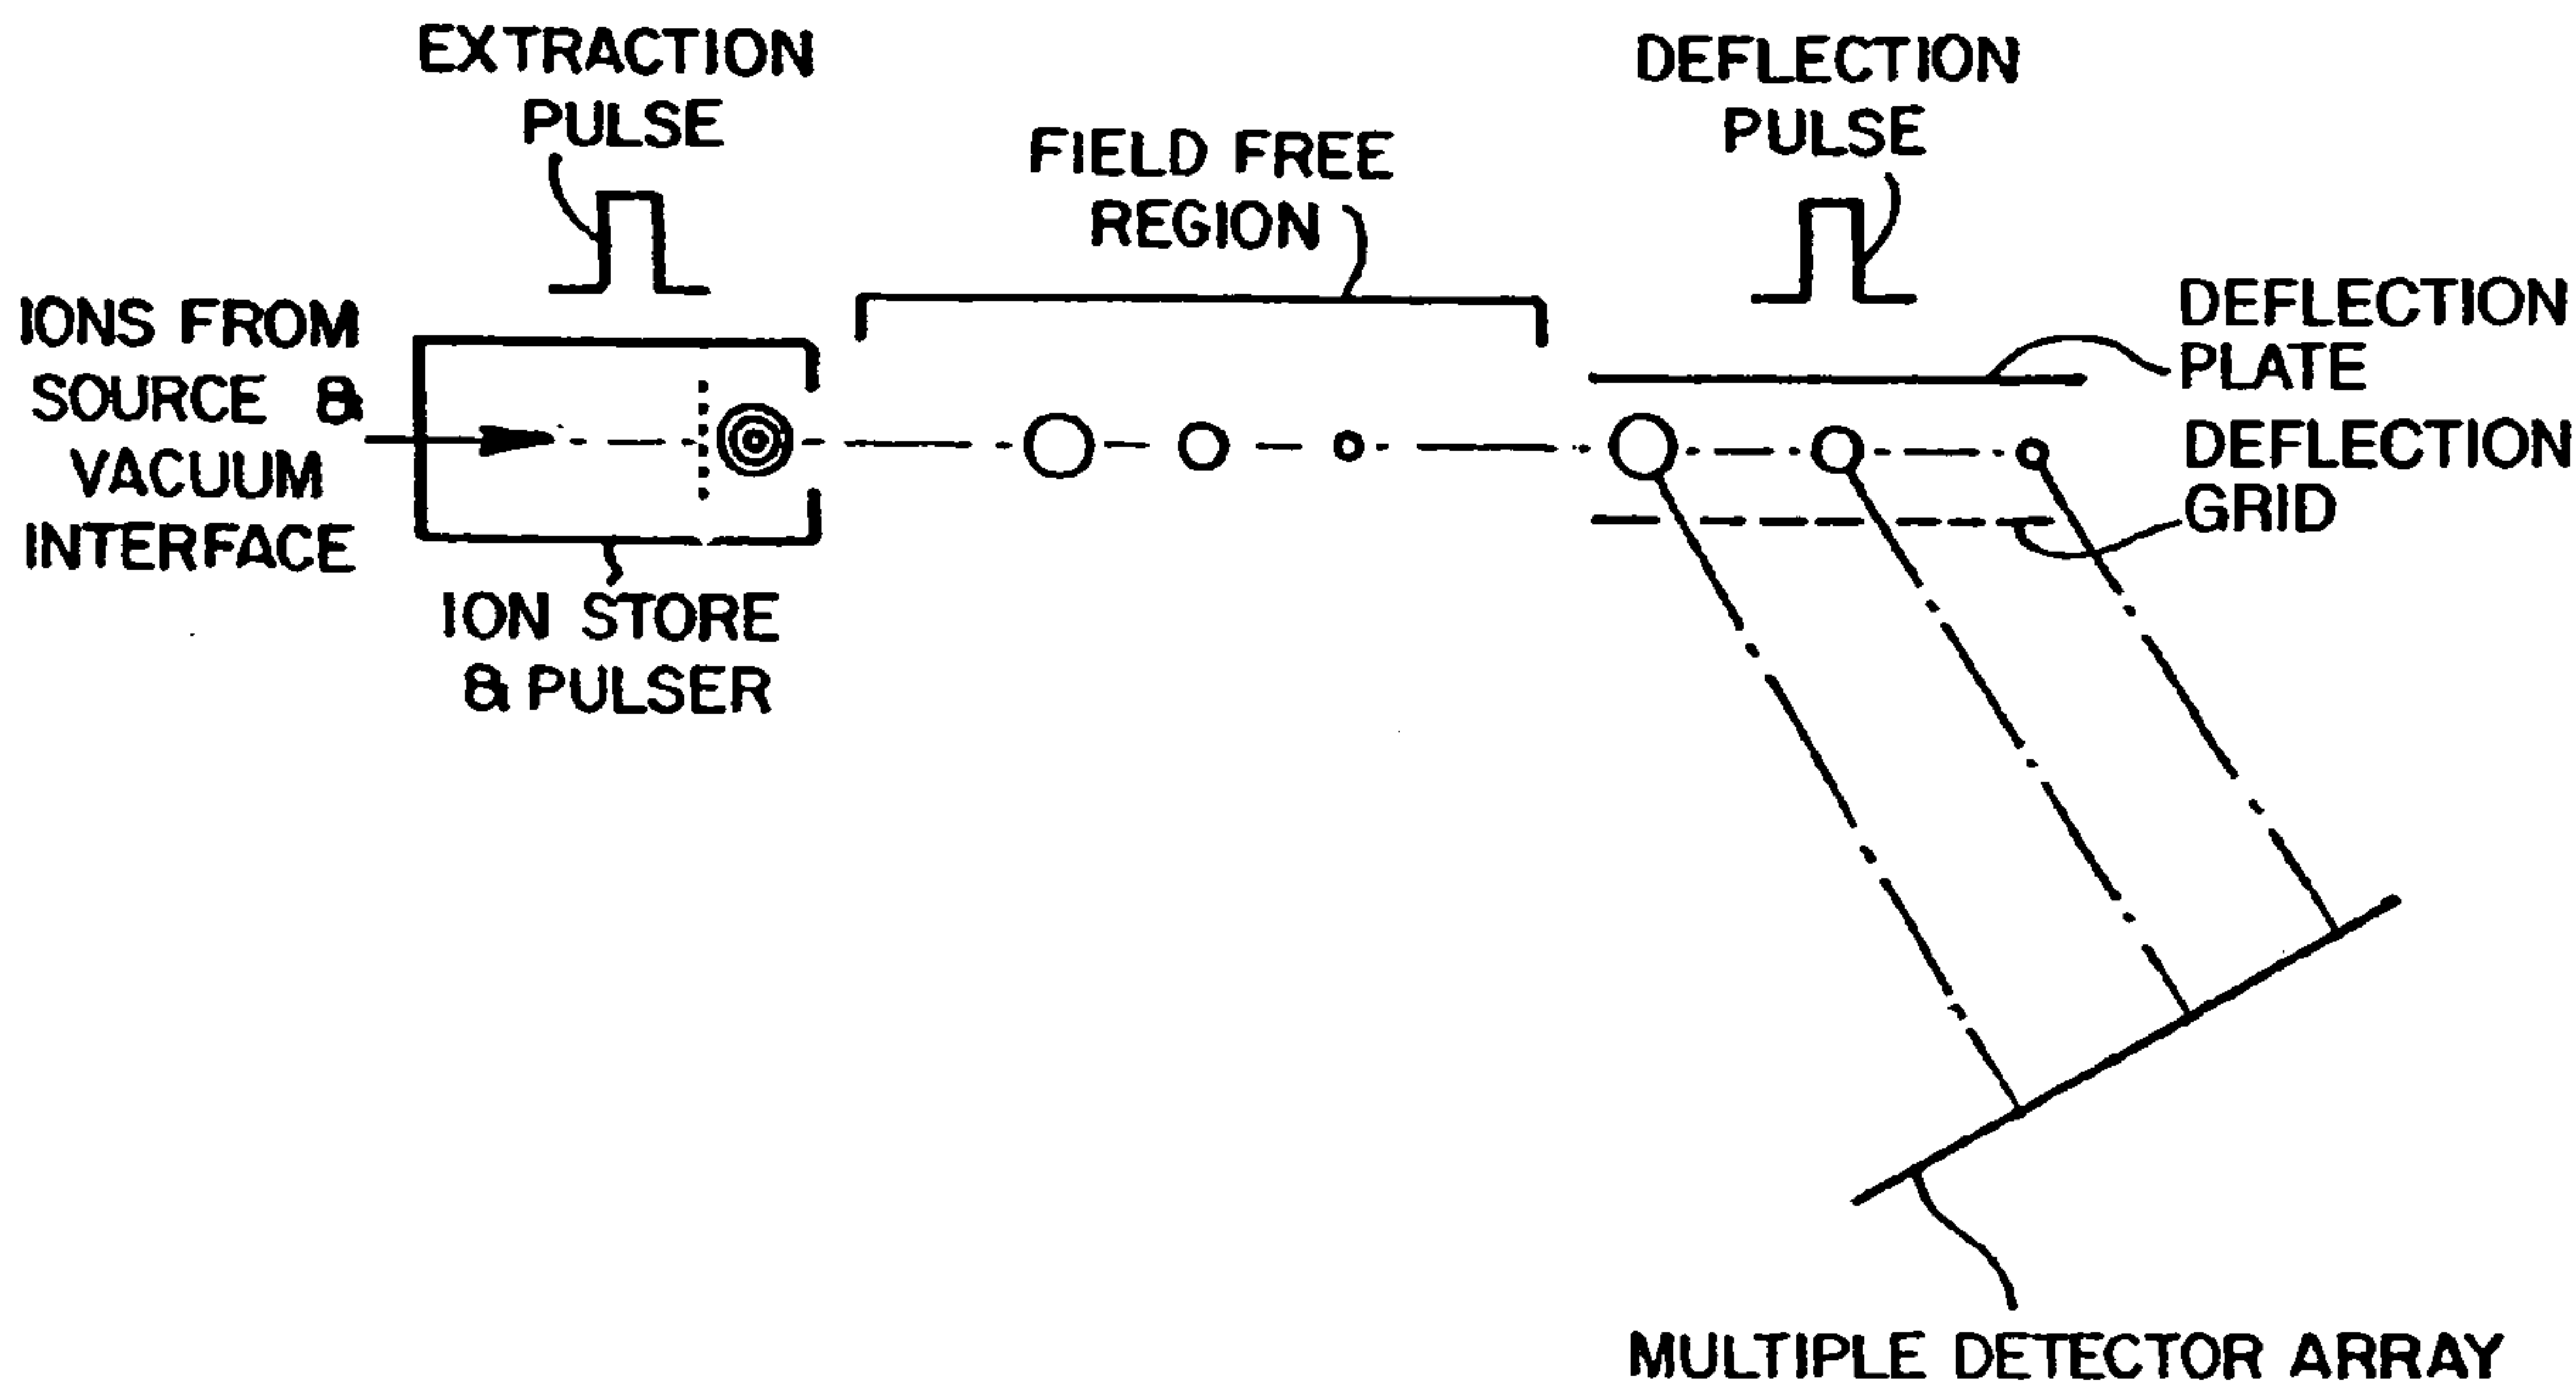 EXTRACTION
PULSE
DEFLECTION
PULSE
FIELD FREE
REGION
IONS FROM
SOURCE &
VACUUM
INTERFACE
DEFLECTION
PLATE
DEFLECTION
GRID
ION STORE
& PULSER
MULTIPLE DETECTOR ARRAY